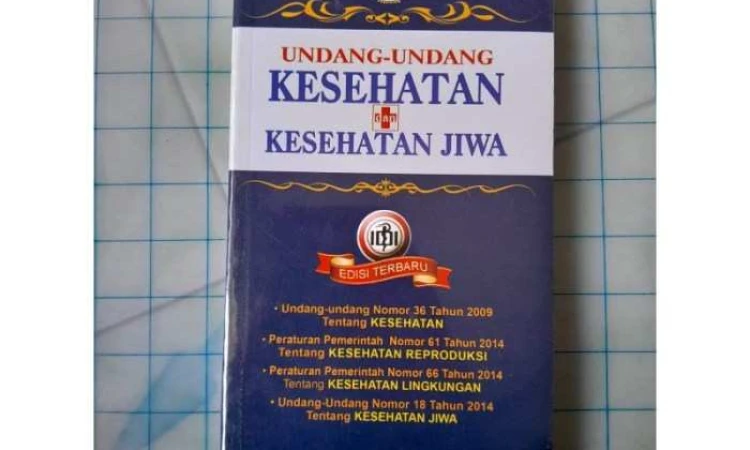 UNDANG-UNDANG
KESEHATAN
dan
KESEHATAN JIWA
EDISI TERBARU
• Undang-undang Nomor 36 Tahun 2009
Tentang KESEHATAN
• Peraturan Pemerintah Nomor 61 Tahun 2014
Tentang KESEHATAN REPRODUKSI
• Peraturan Pemerintah Nomor 66 Tahun 2014
Tentang KESEHATAN LINGKUNGAN
• Undang-Undang Nomor 18 Tahun 2014
Tentang KESEHATAN JIWA